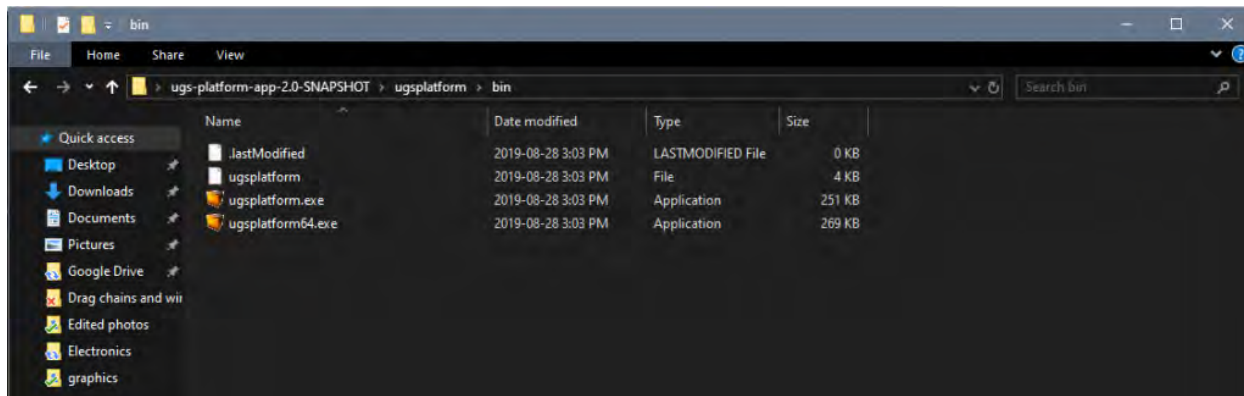 bin
File Home Share View
ugs-platform-app-2.0-SNAPSHOT > ugsplatform > bin
Search bin
Name Date modified Type Size
Quick access
.lastModified 2019-08-28 3:03 PM LASTMODIFIED File 0 KB
Desktop
ugsplatform 2019-08-28 3:03 PM File 4 KB
Downloads
ugsplatform.exe 2019-08-28 3:03 PM Application 251 KB
Documents
ugsplatform64.exe 2019-08-28 3:03 PM Application 269 KB
Pictures
Google Drive
Drag chains and wir
Edited photos
Electronics
graphics